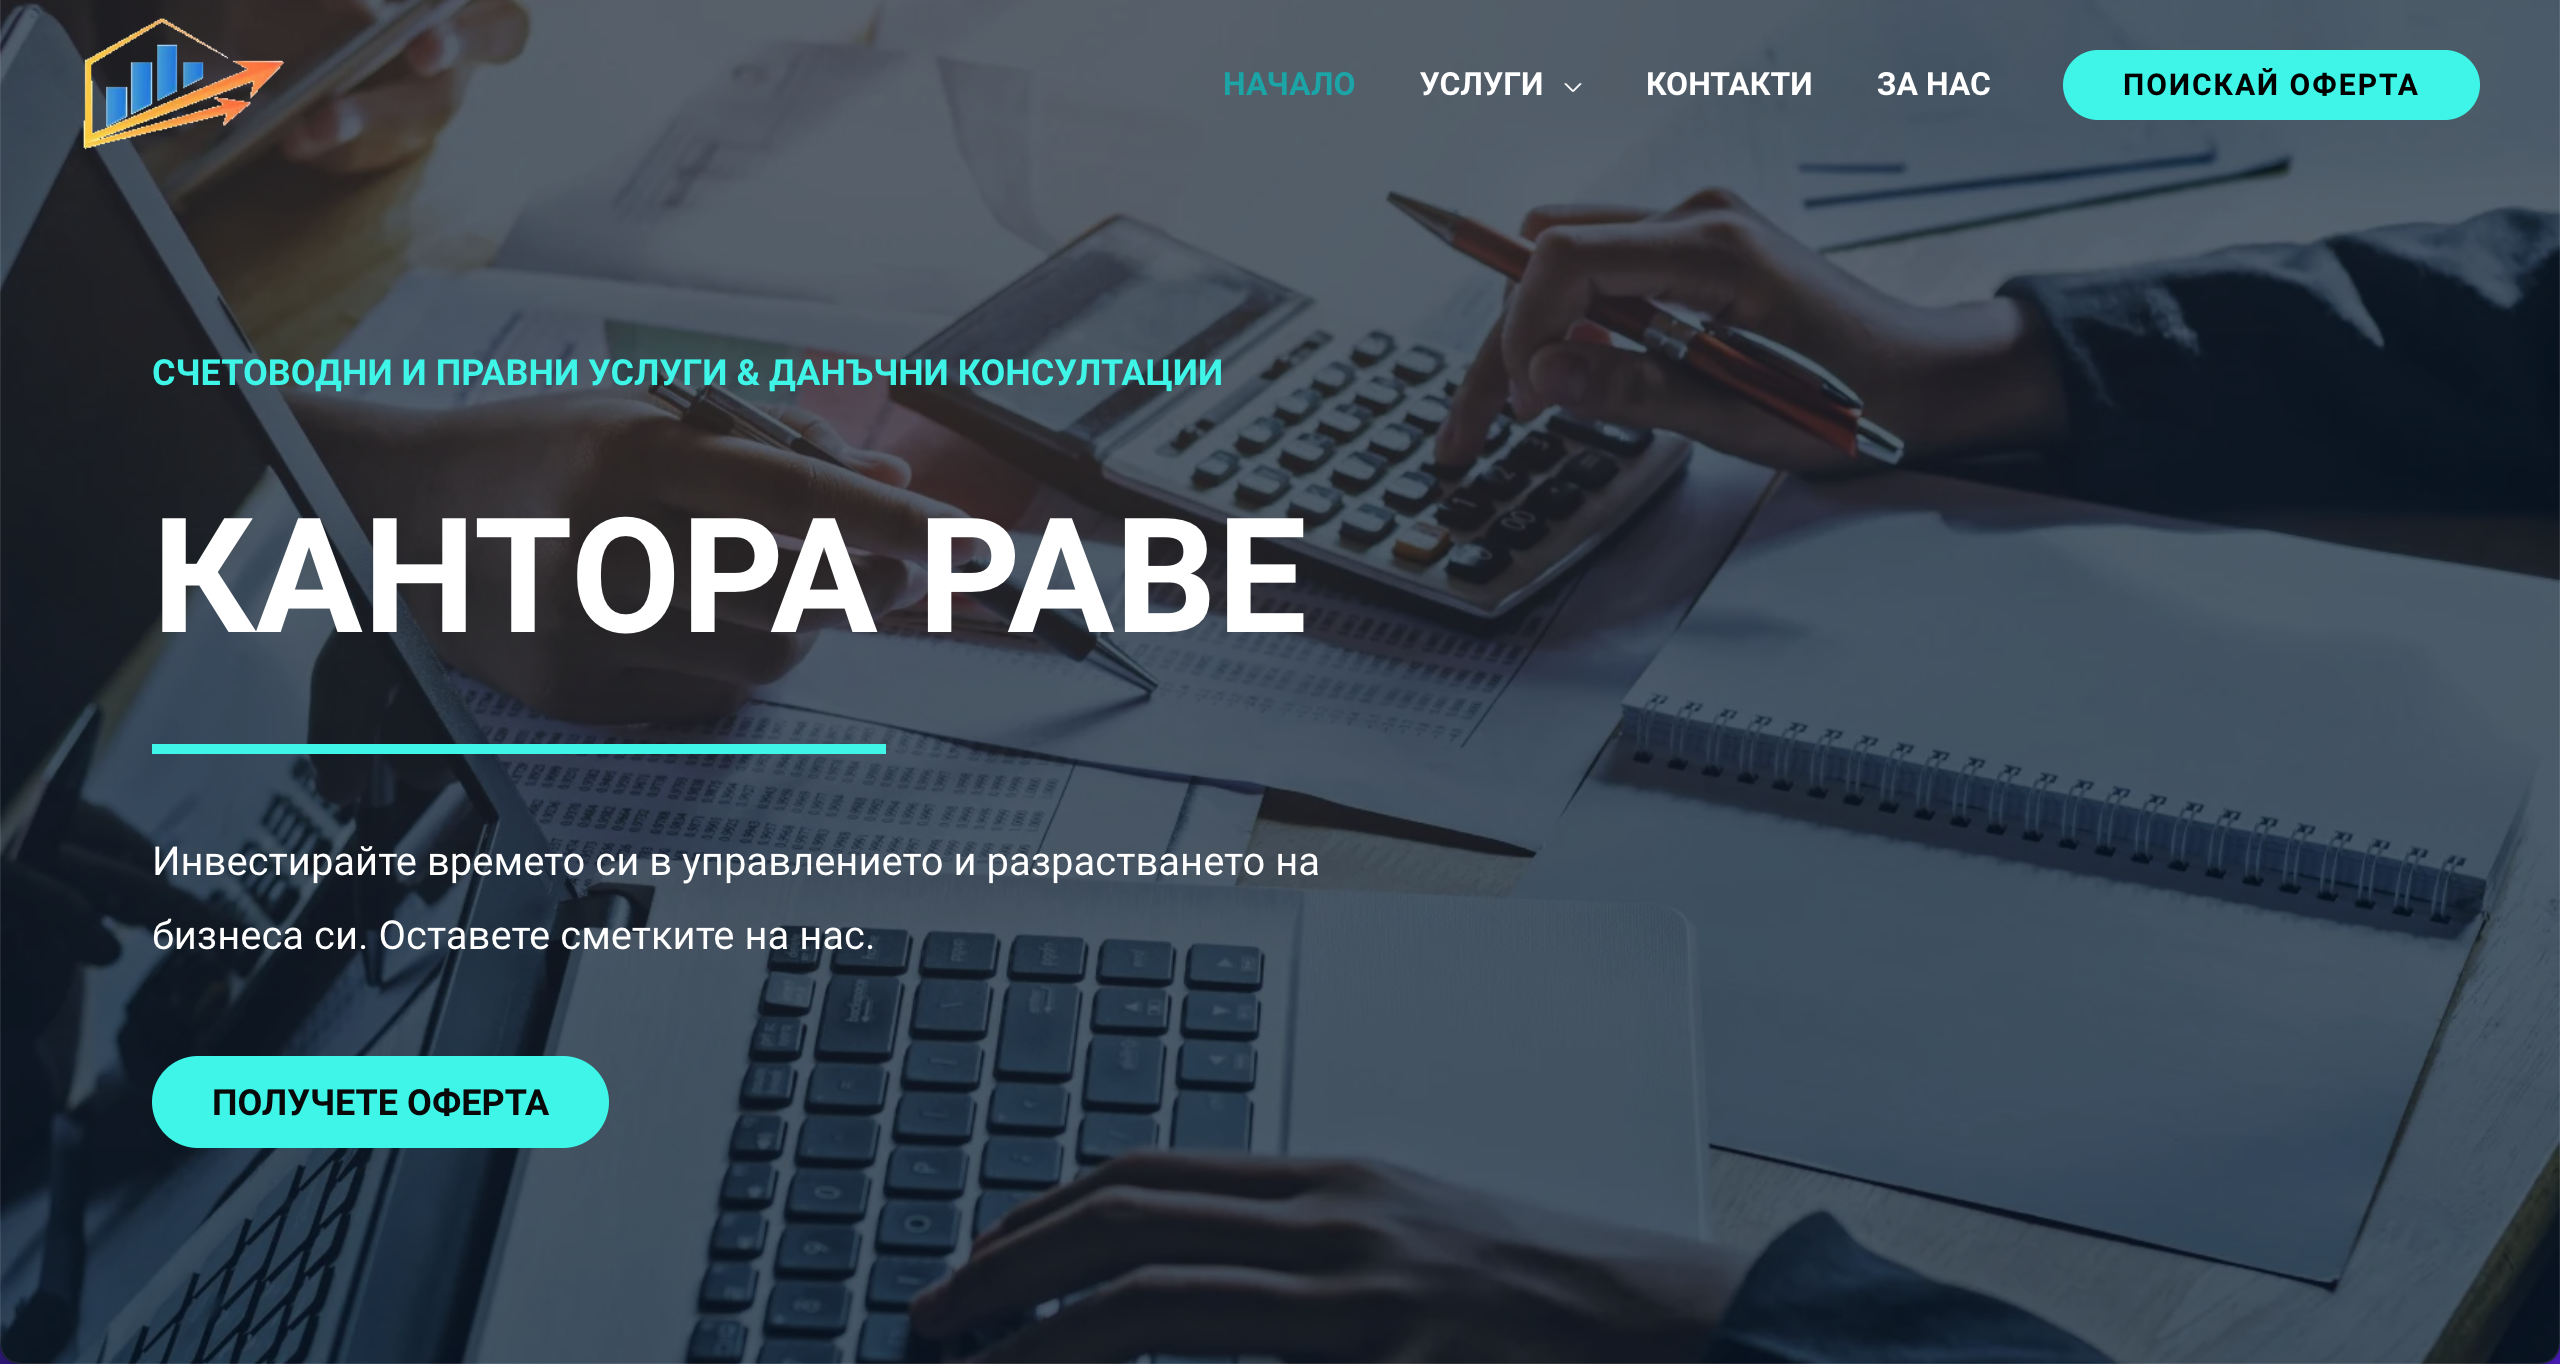 НАЧАЛО
УСЛУГИ
КОНТАКТИ
ЗА НАС
ПОИСКАЙ ОФЕРТА
СЧЕТОВОДНИ И ПРАВНИ УСЛУГИ & ДАНЪЧНИ КОНСУЛТАЦИИ
КАНТОРА РАВЕ
Инвестирайте времето си в управлението и разрастването на
бизнеса си. Оставете сметките на нас.
ПОЛУЧЕТЕ ОФЕРТА